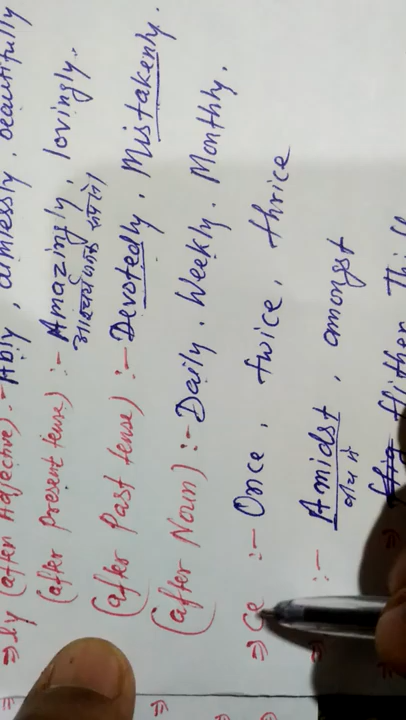 ⇒ ly (after Adjective) :- Ably, aimlessly, beautifully
(after present tense) :- Amazingly, lovingly.
(after Past tense) :- Devotedly. Mistakenly.
(after Noun) :- Daily. Weekly. Monthly.
⇒ Ce :- Once, twice, thrice
⇒ :- Amidst, amongst
⇒ Hither